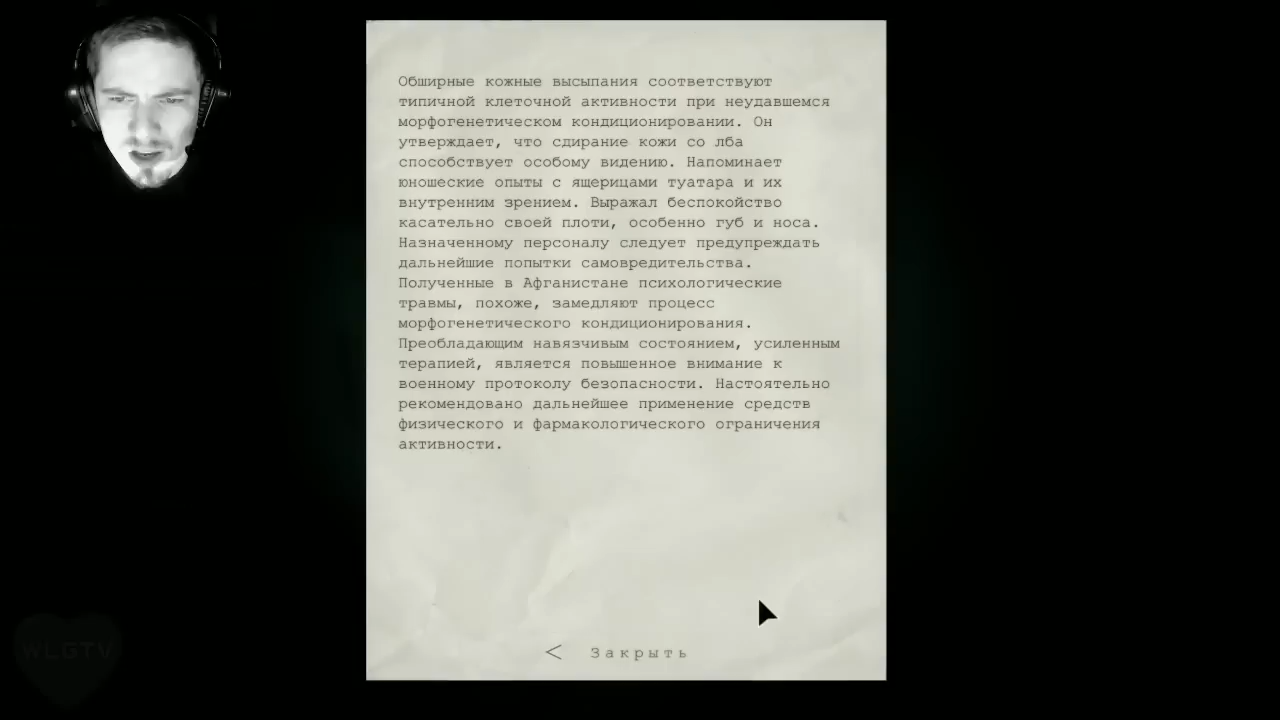 Обширные кожные высыпания соответствуют
типичной клеточной активности при неудавшемся
морфогенетическом кондиционировании. Он
утверждает, что сдирание кожи со лба
способствует особому видению. Напоминает
юношеские опыты с ящерицами туатара и их
внутренним зрением. Выражал беспокойство
касательно своей плоти, особенно губ и носа.
Назначенному персоналу следует предупреждать
дальнейшие попытки самовредительства.
Полученные в Афганистане психологические
травмы, похоже, замедляют процесс
морфогенетического кондиционирования.
Преобладающим навязчивым состоянием, усиленным
терапией, является повышенное внимание к
военному протоколу безопасности. Настоятельно
рекомендовано дальнейшее применение средств
физического и фармакологического ограничения
активности.
< Закрыть
WLGTV